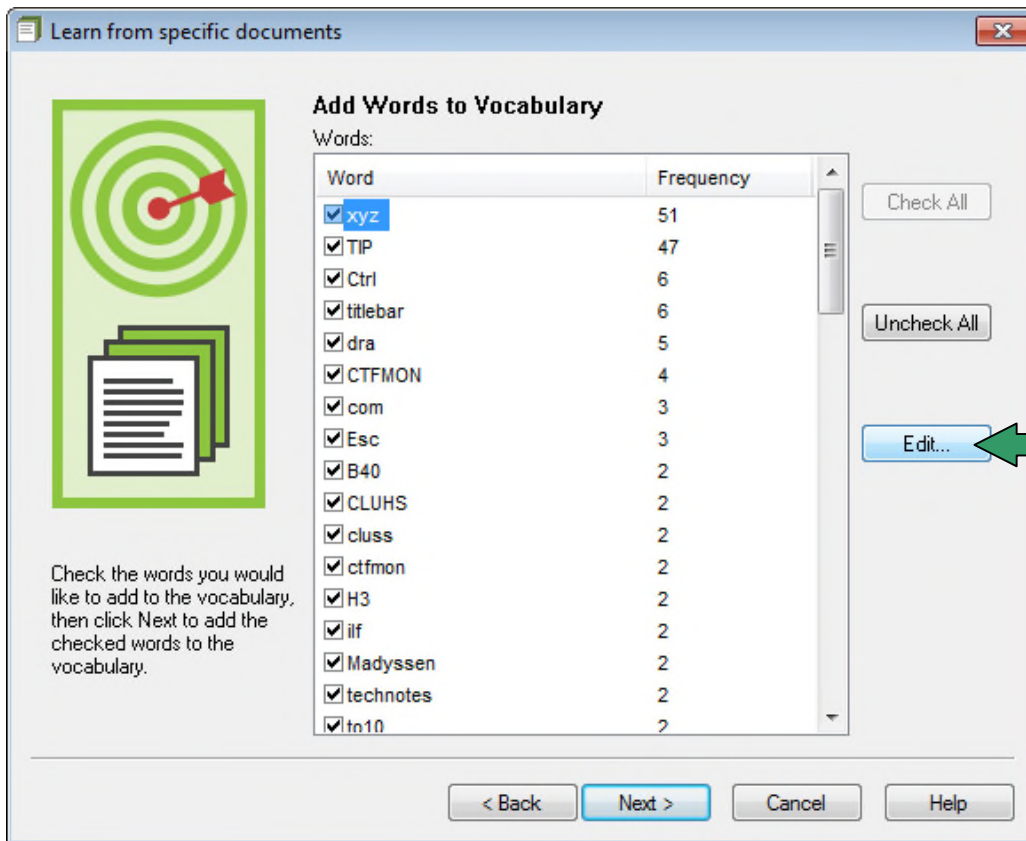 Learn from specific documents
Add Words to Vocabulary
Words:
Word Frequency
xyz 51
TIP 47
Ctrl 6
titlebar 6
dra 5
CTFMON 4
com 3
Esc 3
B40 2
CLUHS 2
cluss 2
ctfmon 2
H3 2
ilf 2
Madyssen 2
technotes 2
to10 2
Check All
Uncheck All
Edit...
Check the words you would
like to add to the vocabulary,
then click Next to add the
checked words to the
vocabulary.
< Back Next > Cancel Help